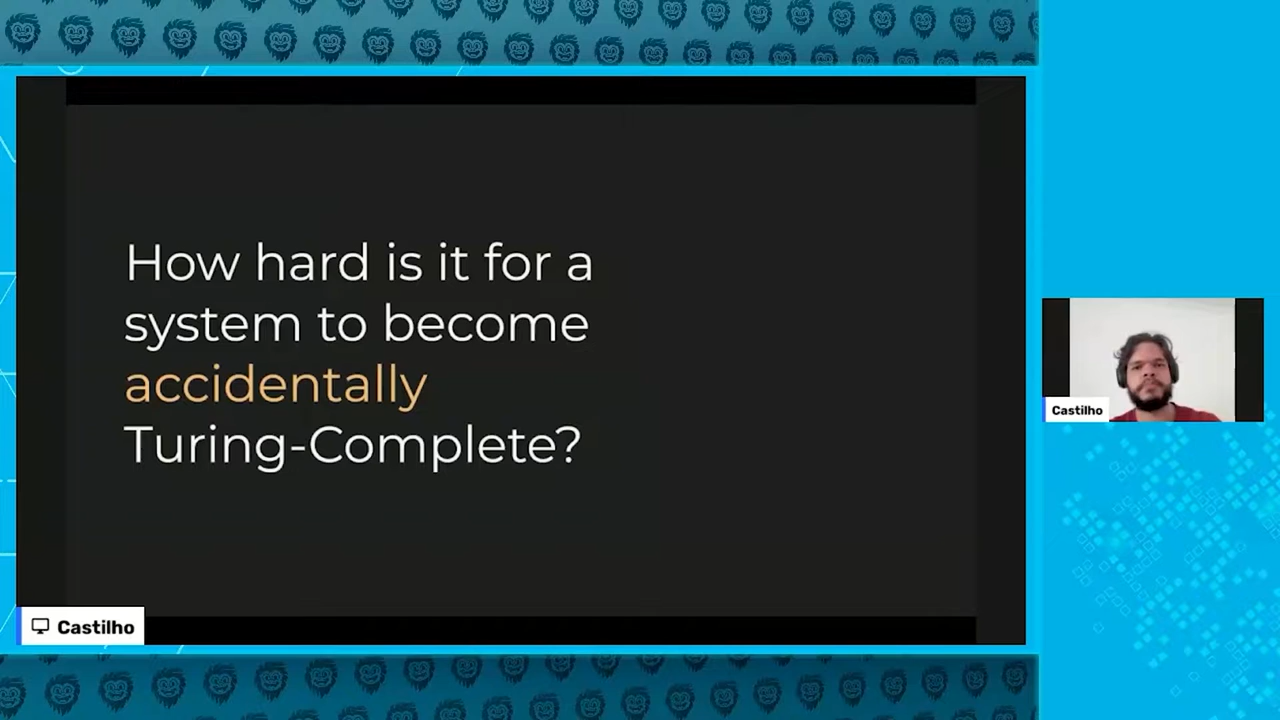 How hard is it for a
system to become
accidentally
Turing-Complete?
Castilho
Castilho